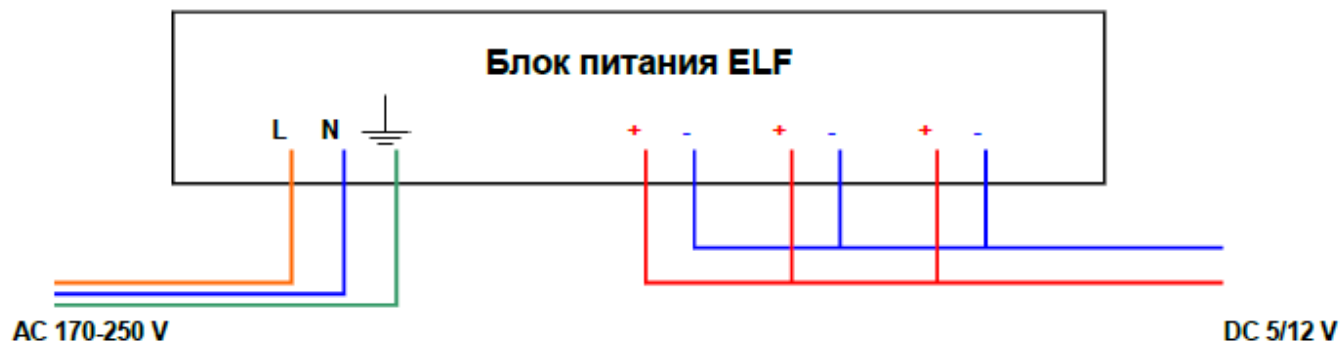 Блок питания ELF
L N + - + - + -
AC 170-250 V
DC 5/12 V